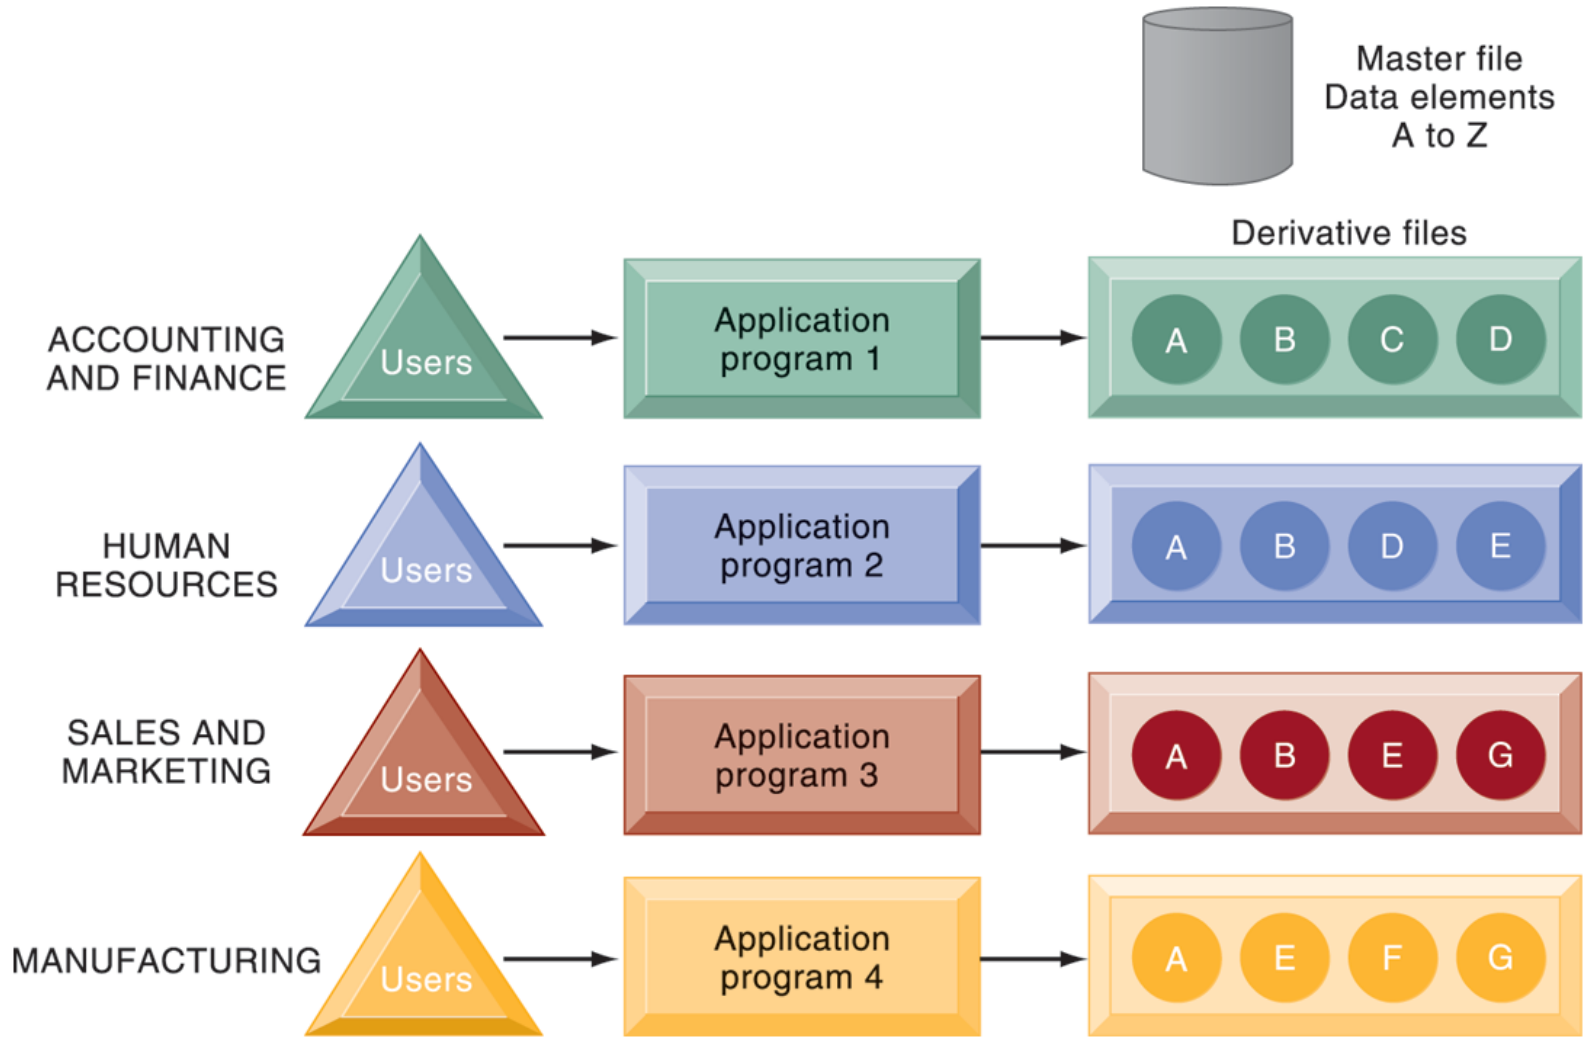 Master file
Data elements
A to Z
Derivative files
ACCOUNTING
AND FINANCE
Users
Application
program 1
A B C D
HUMAN
RESOURCES
Users
Application
program 2
A B D E
SALES AND
MARKETING
Users
Application
program 3
A B E G
MANUFACTURING
Users
Application
program 4
A E F G